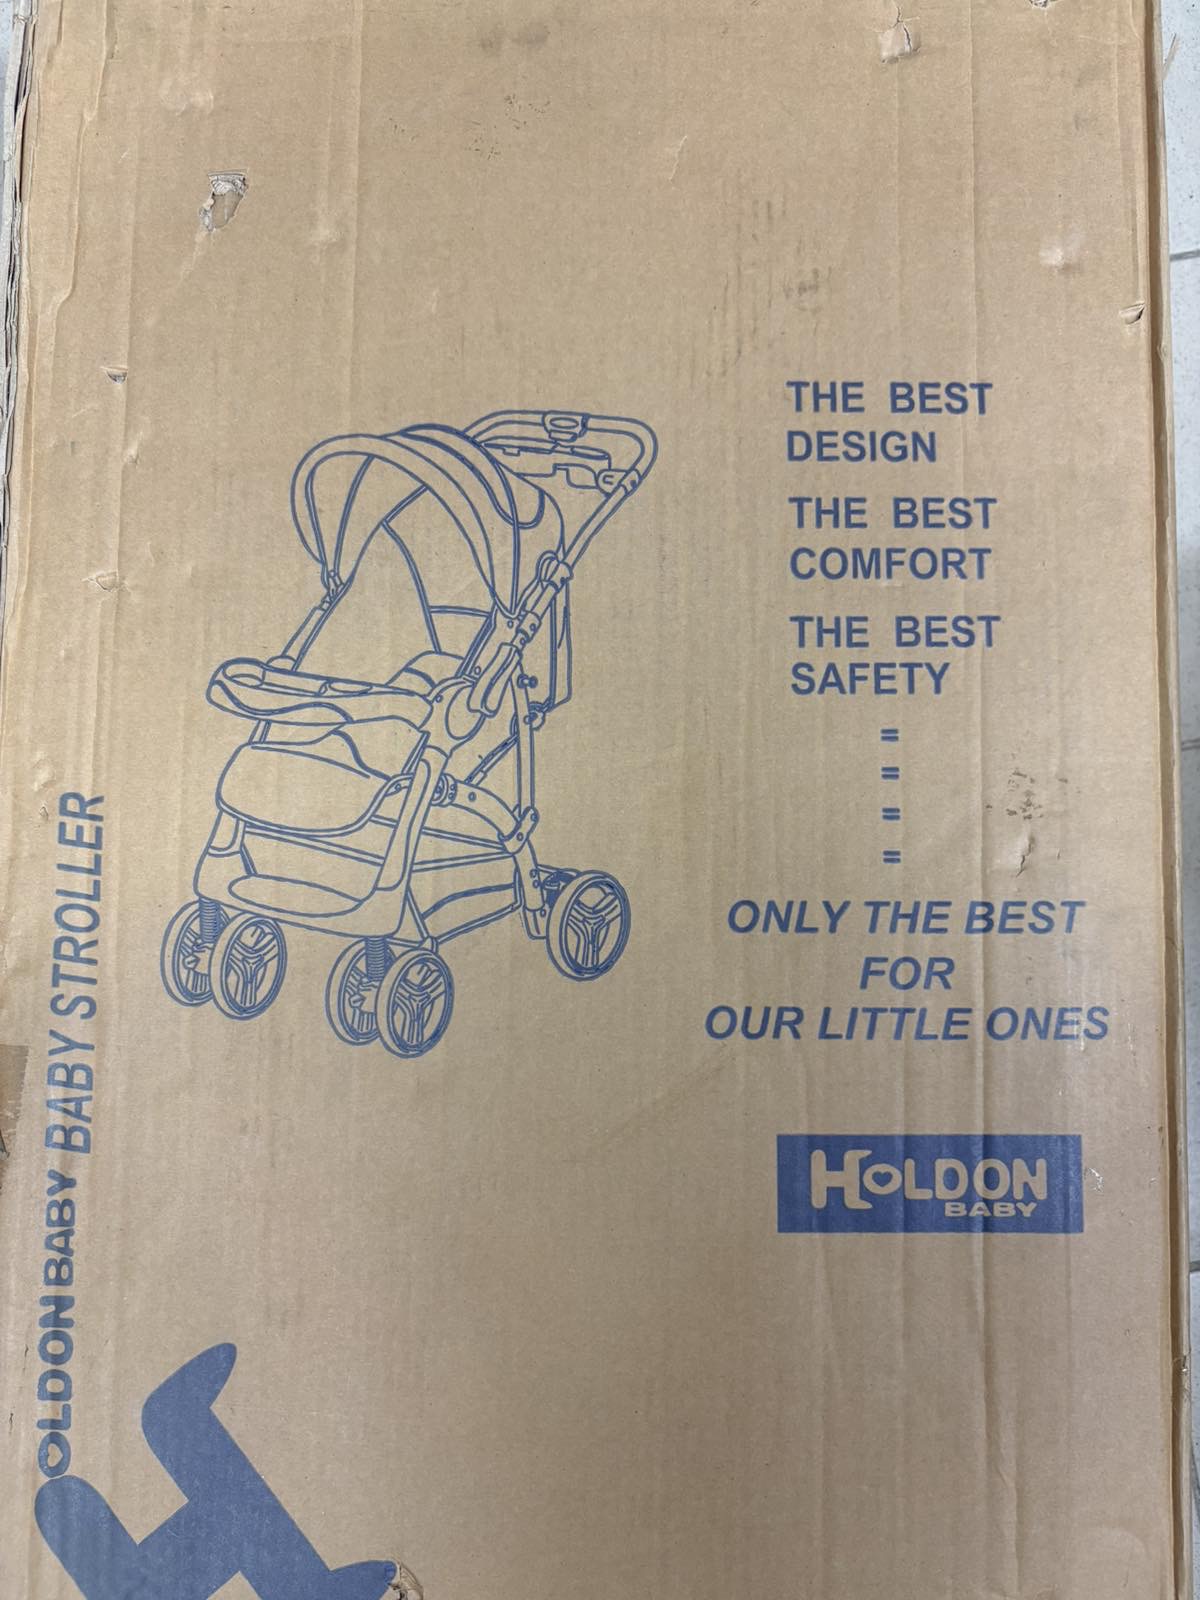 THE BEST
DESIGN
THE BEST
COMFORT
THE BEST
SAFETY
=
=
=
=
ONLY THE BEST
FOR
OUR LITTLE ONES
HOLDON
BABY
HOLDON BABY BABY STROLLER